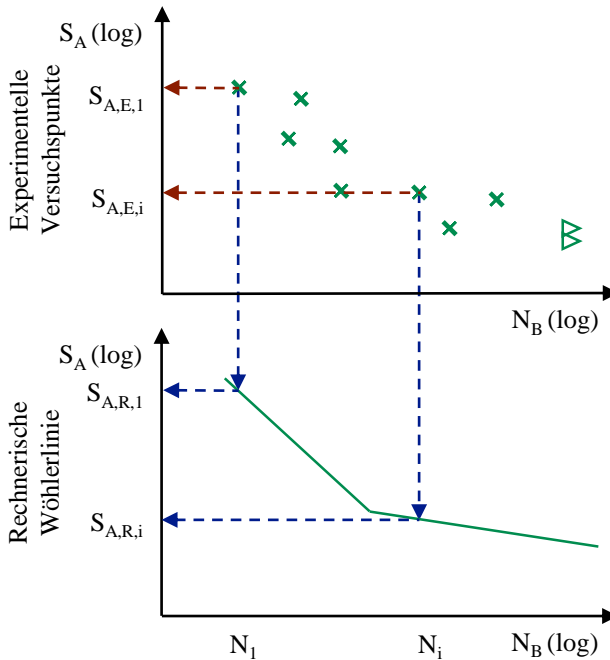 S_A (log)
S_A,E,1
S_A,E,i
Experimentelle
Versuchspunkte
N_B (log)
S_A (log)
S_A,R,1
S_A,R,i
Rechnerische
Wöhlerlinie
N_1
N_i
N_B (log)